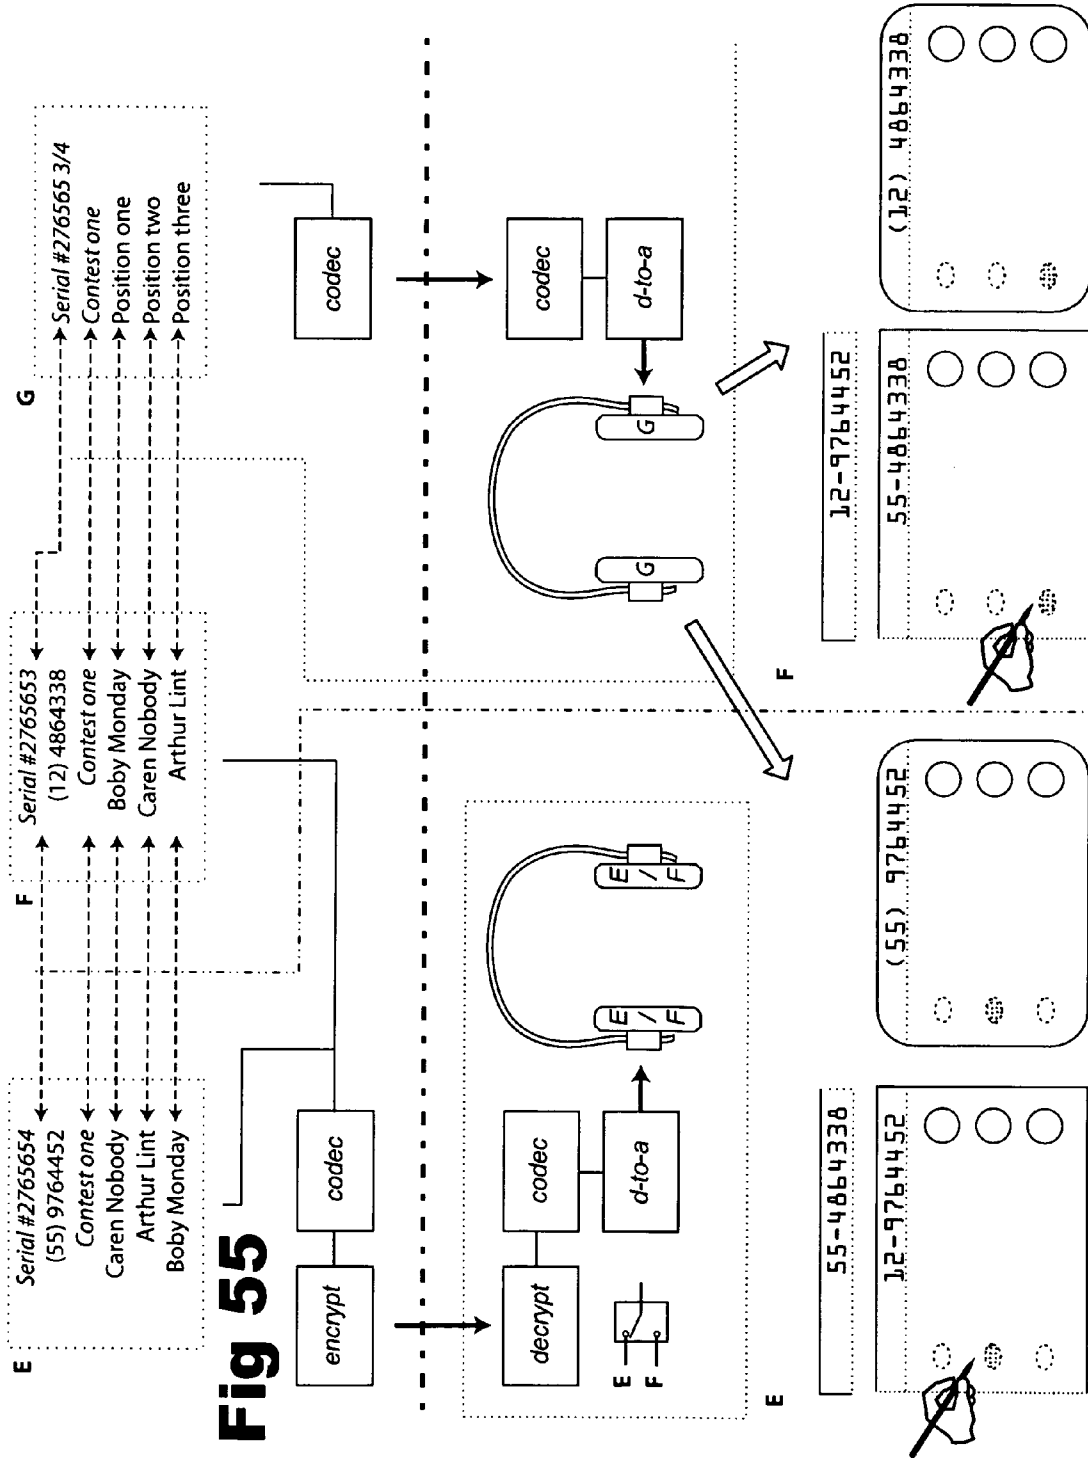 E
Serial #2765654
(55) 9764452
Contest one
Caren Nobody
Arthur Lint
Boby Monday
F
Serial #2765653
(12) 4864338
Contest one
Boby Monday
Caren Nobody
Arthur Lint
G
Serial #276565 3/4
Contest one
Position one
Position two
Position three
Fig 55
encrypt
codec
codec
decrypt
codec
d-to-a
E
F
E / F
E / F
codec
d-to-a
G
G
E
F
55-4864338
12-9764452
(55) 9764452
12-9764452
55-4864338
(12) 4864338